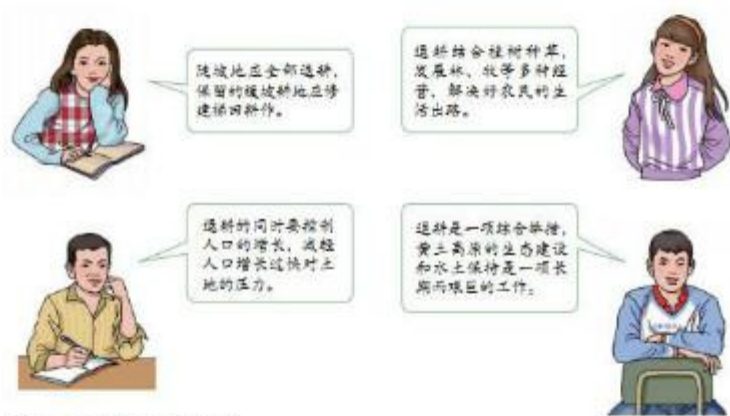 陡坡地应全部退耕，
保留的缓坡耕地应修
建梯田耕作。
退耕结合植树种草，
发展林、牧等多种经
营，解决好农民的生
活出路。
退耕的同时要控制
人口的增长，减轻
人口增长过快对土
地的压力。
退耕是一项综合举措，
黄土高原的生态建设
和水土保持是一项长
期而艰巨的工作。